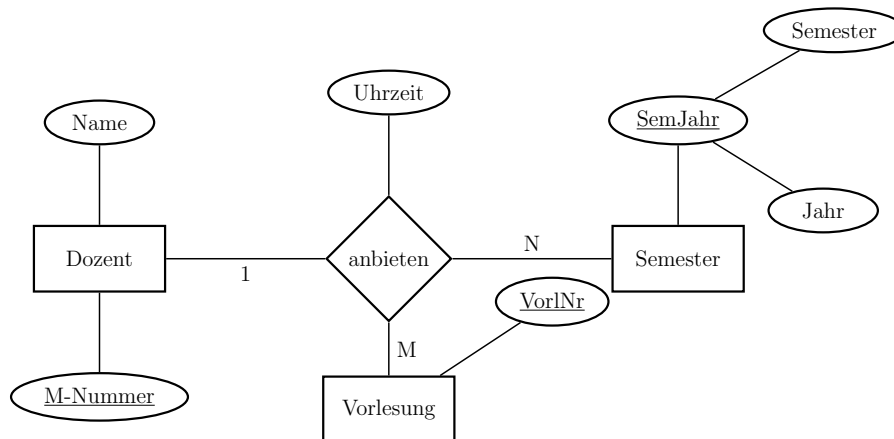 Semester
Uhrzeit
Name
SemJahr
Jahr
Dozent
1
anbieten
N
Semester
VorlNr
M
M-Nummer
Vorlesung